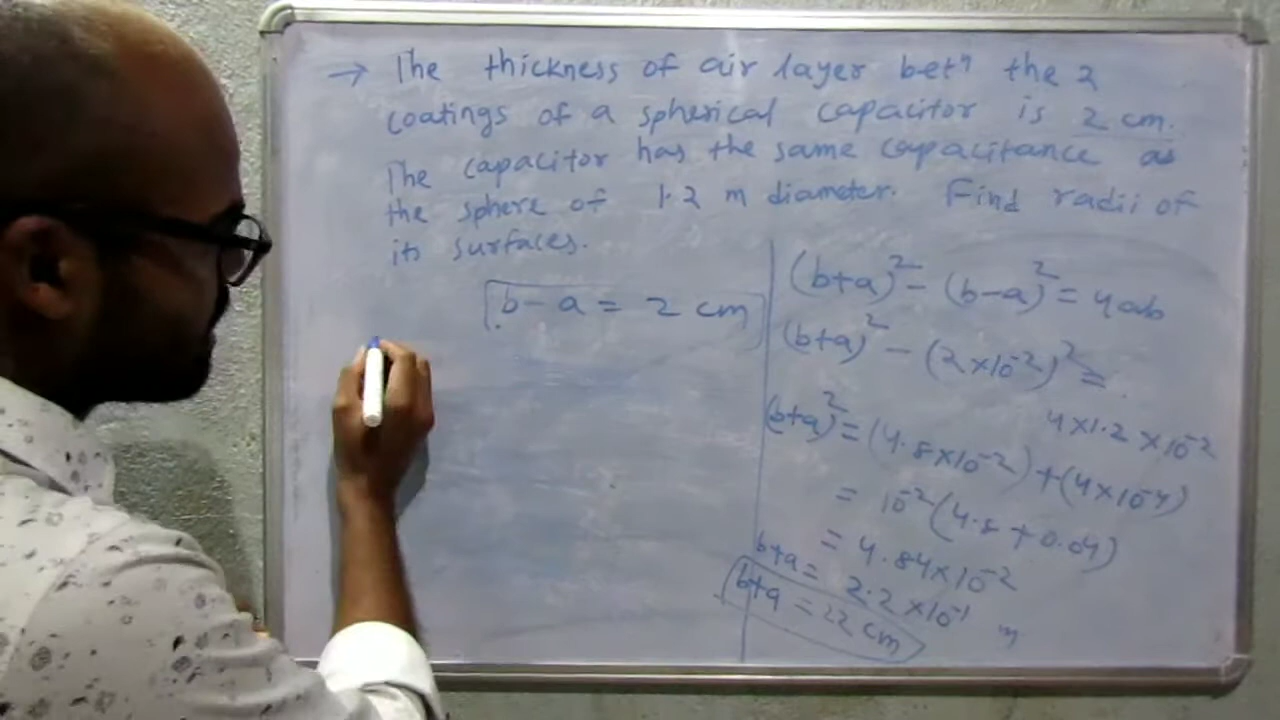 → The thickness of air layer betⁿ the 2
coatings of a spherical capacitor is 2 cm.
The capacitor has the same capacitance as
the sphere of 1.2 m diameter. Find radii of
its surfaces.
b - a = 2 cm
(b+a)² - (b-a)² = 4ab
(b+a)² - (2×10⁻²)² =
4×1.2×10⁻²
(b+a)² = (4.8×10⁻²) + (4×10⁻⁴)
= 10⁻² (4.8 + 0.04)
= 4.84×10⁻²
b+a = 2.2×10⁻¹ m
b+a = 22 cm